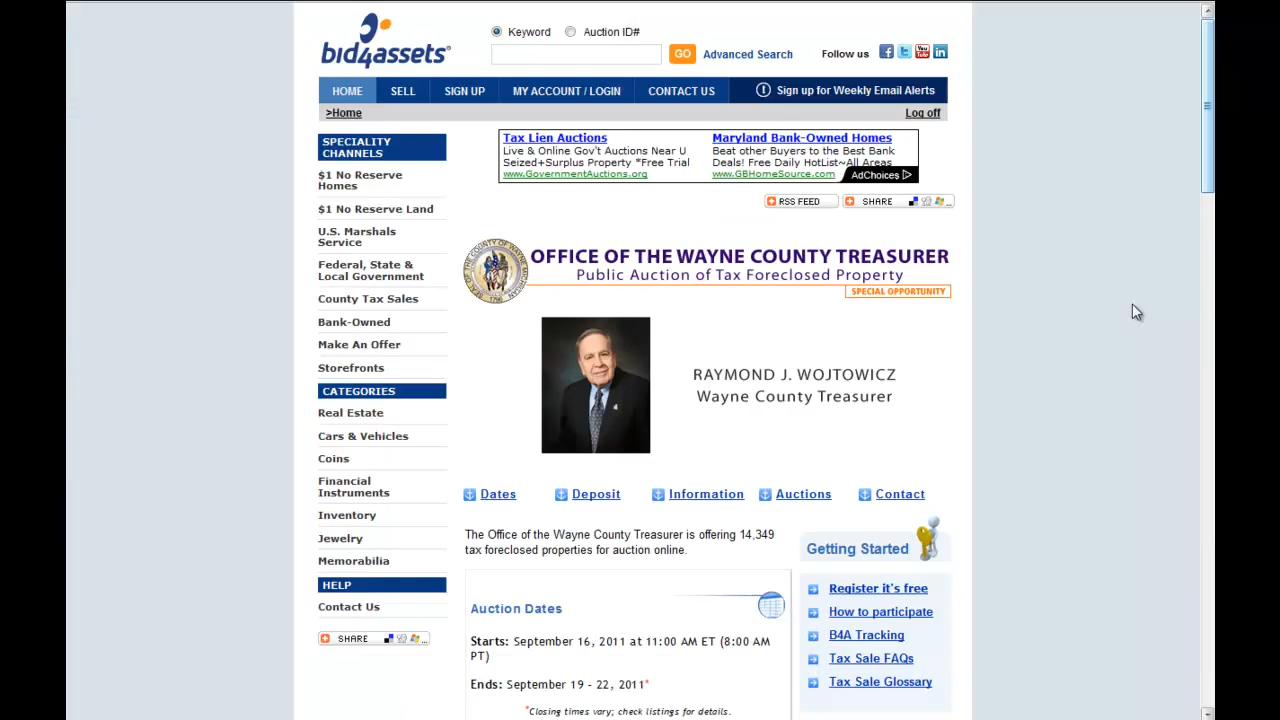 bid4assets
Keyword Auction ID#
GO Advanced Search
Follow us
HOME SELL SIGN UP MY ACCOUNT / LOGIN CONTACT US Sign up for Weekly Email Alerts
>Home Log off
SPECIALITY
CHANNELS
$1 No Reserve
Homes
$1 No Reserve Land
U.S. Marshals
Service
Federal, State &
Local Government
County Tax Sales
Bank-Owned
Make An Offer
Storefronts
CATEGORIES
Real Estate
Cars & Vehicles
Coins
Financial
Instruments
Inventory
Jewelry
Memorabilia
HELP
Contact Us
SHARE
Tax Lien Auctions
Live & Online Gov't Auctions Near U
Seized+Surplus Property *Free Trial
www.GovernmentAuctions.org
Maryland Bank-Owned Homes
Beat other Buyers to the Best Bank
Deals! Free Daily HotList~All Areas
www.GBHomeSource.com
AdChoices
RSS FEED SHARE
OFFICE OF THE WAYNE COUNTY TREASURER
Public Auction of Tax Foreclosed Property
SPECIAL OPPORTUNITY
RAYMOND J. WOJTOWICZ
Wayne County Treasurer
Dates Deposit Information Auctions Contact
The Office of the Wayne County Treasurer is offering 14,349
tax foreclosed properties for auction online.
Auction Dates
Starts: September 16, 2011 at 11:00 AM ET (8:00 AM
PT)
Ends: September 19 - 22, 2011*
*Closing times vary; check listings for details.
Getting Started
Register it's free
How to participate
B4A Tracking
Tax Sale FAQs
Tax Sale Glossary